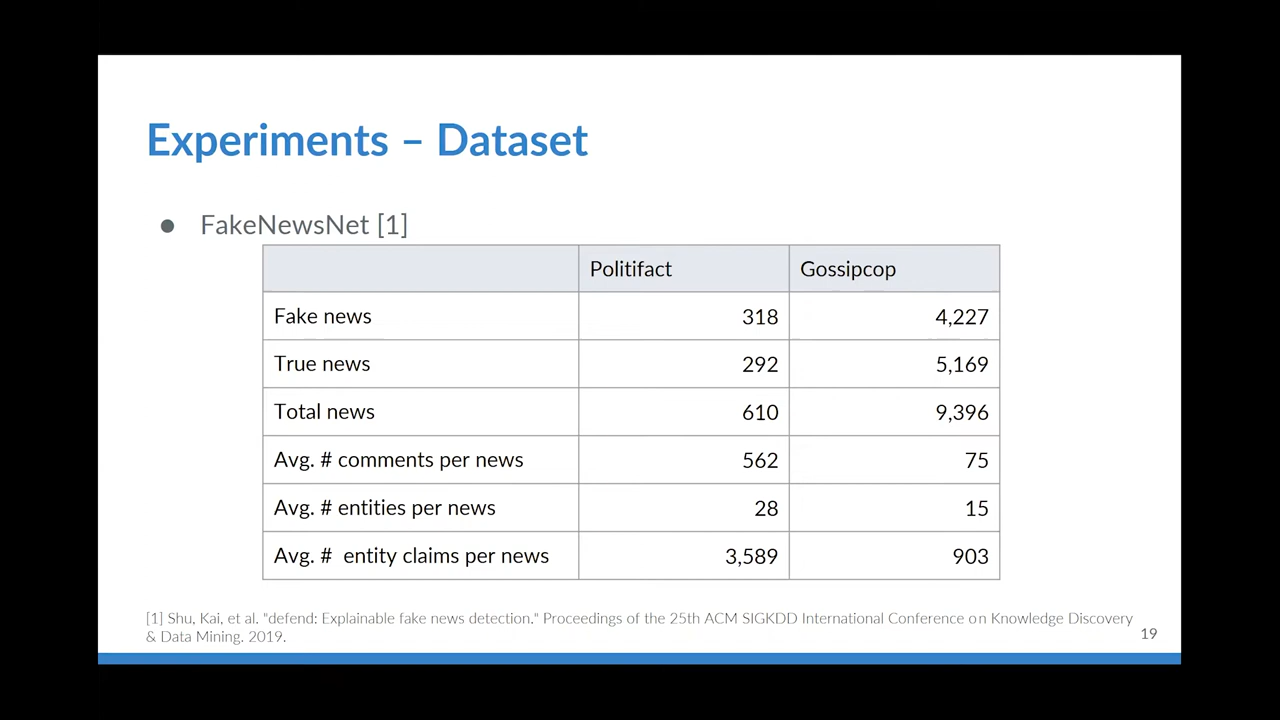 Experiments – Dataset
● FakeNewsNet [1]
Politifact Gossipcop
Fake news 318 4,227
True news 292 5,169
Total news 610 9,396
Avg. # comments per news 562 75
Avg. # entities per news 28 15
Avg. # entity claims per news 3,589 903
[1] Shu, Kai, et al. "defend: Explainable fake news detection." Proceedings of the 25th ACM SIGKDD International Conference on Knowledge Discovery
& Data Mining. 2019.
19